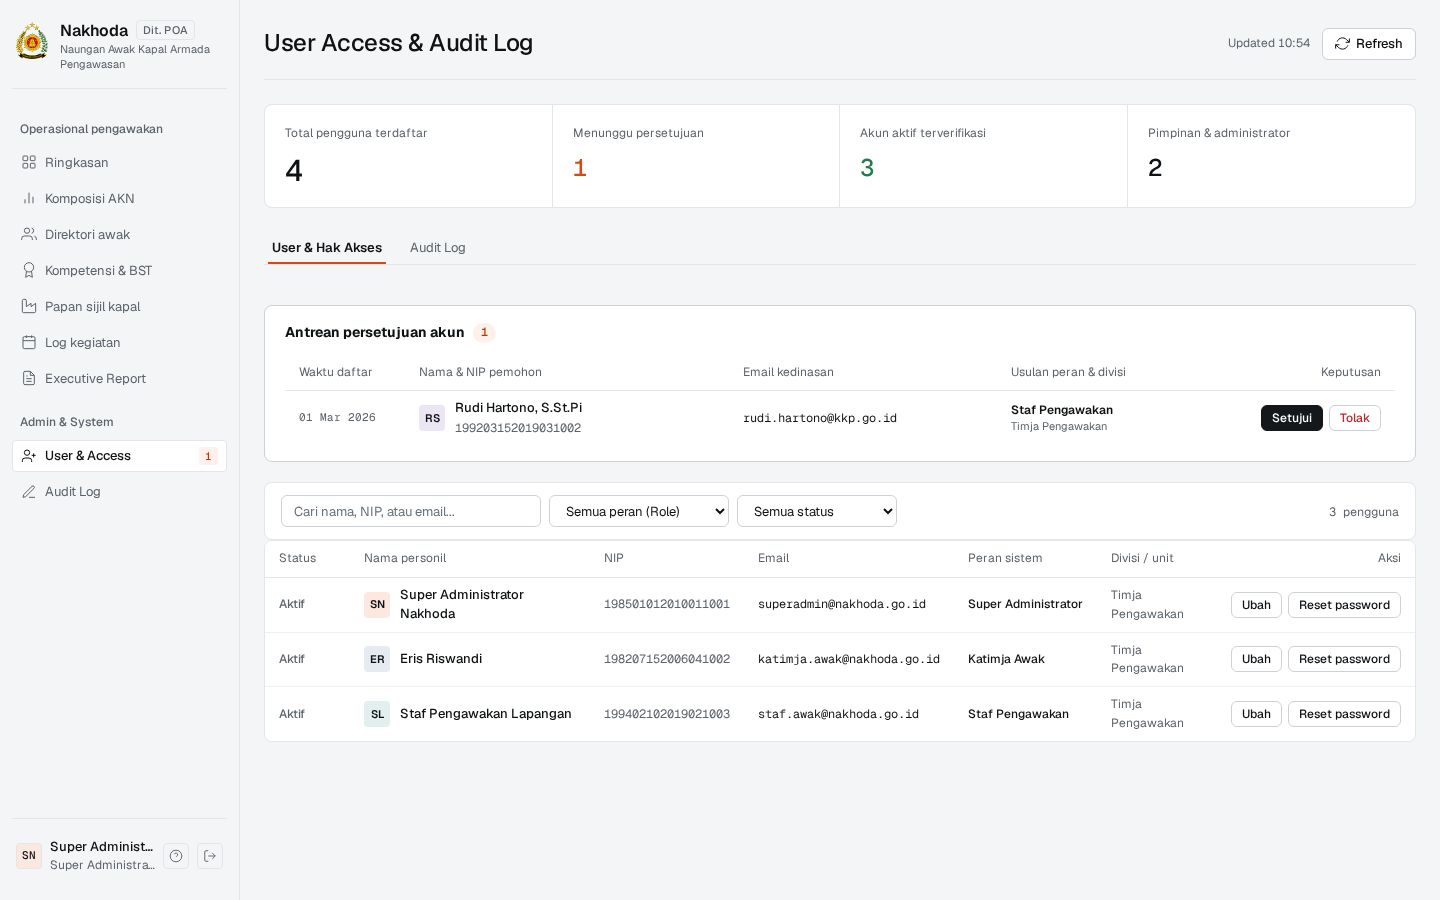 Nakhoda Dit. POA
Naungan Awak Kapal Armada
Pengawasan
Operasional pengawakan
Ringkasan
Komposisi AKN
Direktori awak
Kompetensi & BST
Papan sijil kapal
Log kegiatan
Executive Report
Admin & System
User & Access 1
Audit Log
SN Super Administ...
Super Administra...
User Access & Audit Log
Updated 10:54 Refresh
Total pengguna terdaftar
4
Menunggu persetujuan
1
Akun aktif terverifikasi
3
Pimpinan & administrator
2
User & Hak Akses Audit Log
Antrean persetujuan akun 1
Waktu daftar Nama & NIP pemohon Email kedinasan Usulan peran & divisi Keputusan
01 Mar 2026 RS Rudi Hartono, S.St.Pi rudi.hartono@kkp.go.id Staf Pengawakan Setujui Tolak
199203152019031002 Timja Pengawakan
Cari nama, NIP, atau email... Semua peran (Role) Semua status 3 pengguna
Status Nama personil NIP Email Peran sistem Divisi / unit Aksi
Aktif SN Super Administrator Nakhoda 198501012010011001 superadmin@nakhoda.go.id Super Administrator Timja Pengawakan Ubah Reset password
Aktif ER Eris Riswandi 198207152006041002 katimja.awak@nakhoda.go.id Katimja Awak Timja Pengawakan Ubah Reset password
Aktif SL Staf Pengawakan Lapangan 199402102019021003 staf.awak@nakhoda.go.id Staf Pengawakan Timja Pengawakan Ubah Reset password